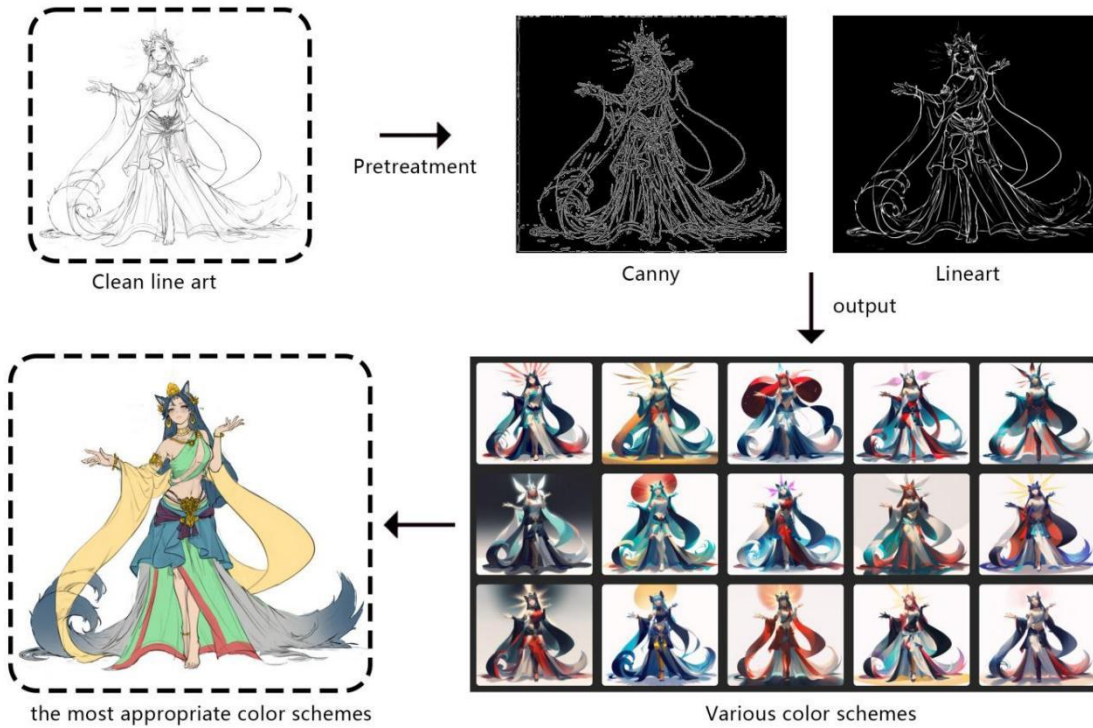 Clean line art
Pretreatment
Canny
Lineart
output
Various color schemes
the most appropriate color schemes